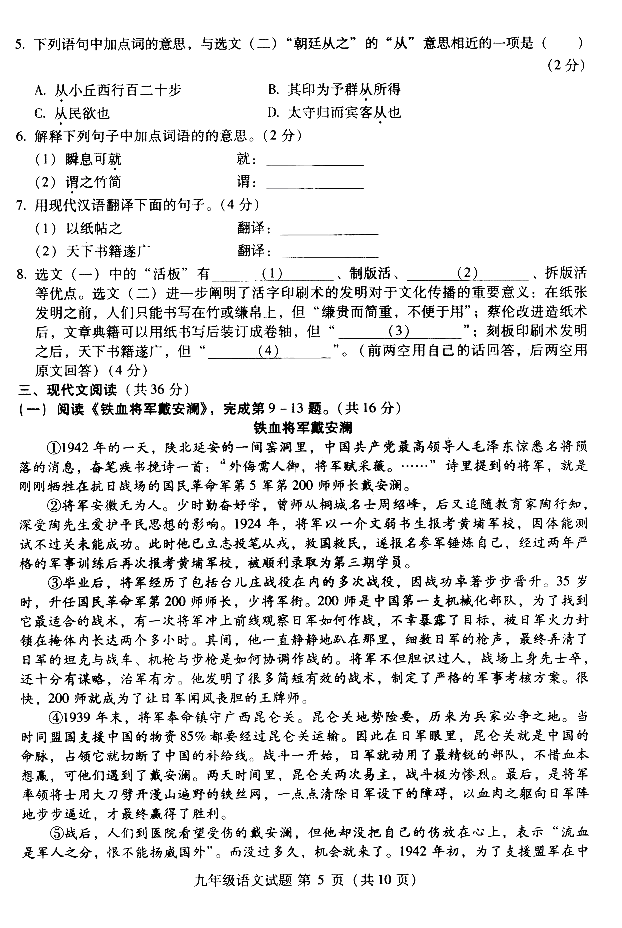 5. 下列语句中加点词的意思，与选文（二）“朝廷从之”的“从”意思相近的一项是（　　）
（2分）
A. 从小丘西行百二十步　　B. 其印为予群从所得
C. 从民欲也　　D. 太守归而宾客从也
6. 解释下列句子中加点词语的的意思。（2分）
（1）瞬息可就　　就：____________
（2）谓之竹简　　谓：____________
7. 用现代汉语翻译下面的句子。（4分）
（1）以纸帖之　　翻译：____________
（2）天下书籍遂广　　翻译：____________
8. 选文（一）中的“活板”有____（1）____、制版活、____（2）____、拆版活
等优点。选文（二）进一步阐明了活字印刷术的发明对于文化传播的重要意义：在纸张
发明之前，人们只能书写在竹或缣帛上，但“缣贵而简重，不便于用”；蔡伦改进造纸术
后，文章典籍可以用纸书写后装订成卷轴，但“____（3）____”；刻板印刷术发明
之后，天下书籍遂广，但“____（4）____”。（前两空用自己的话回答，后两空用
原文回答）（4分）
三、现代文阅读（共36分）
（一）阅读《铁血将军戴安澜》，完成第9－13题。（共16分）
铁血将军戴安澜
①1942年的一天，陕北延安的一间窑洞里，中国共产党最高领导人毛泽东惊悉名将陨
落的消息，奋笔疾书挽诗一首：“外侮需人御，将军赋采薇。……”诗里提到的将军，就是
刚刚牺牲在抗日战场的国民革命军第5军第200师师长戴安澜。
②将军安徽无为人。少时勤奋好学，曾师从桐城名士周绍峰，后又追随教育家陶行知，
深受陶先生爱护平民思想的影响。1924年，将军以一介文弱书生报考黄埔军校，因体能测
试不过关未能成功。此时他已立志投笔从戎，救国救民，遂报名参军锤炼自己，经过两年严
格的军事训练后再次报考黄埔军校，被顺利录取为第三期学员。
③毕业后，将军经历了包括台儿庄战役在内的多次战役，因战功卓著步步晋升。35岁
时，升任国民革命军第200师师长，少将军衔。200师是中国第一支机械化部队，为了找到
它最适合的战术，有一次将军冲上前线观察日军如何作战，不幸暴露了目标，被日军火力封
锁在掩体内长达两个多小时。其间，他一直静静地趴在那里，细数日军的枪声，最终弄清了
日军的坦克与战车、机枪与步枪是如何协调作战的。将军不但胆识过人，战场上身先士卒，
还十分有谋略，治军有方。他发明了很多简短有效的战术，制定了严格的军事考核方案。很
快，200师就成为了让日军闻风丧胆的王牌师。
④1939年末，将军奉命镇守广西昆仑关。昆仑关地势险要，历来为兵家必争之地。当
时同盟国支援中国的物资85%都要经过昆仑关运输。因此在日军眼里，昆仑关就是中国的
命脉，占领它就切断了中国的补给线。战斗一开始，日军就动用了最精锐的部队，不惜血本
想赢，可他们遇到了戴安澜。两天时间里，昆仑关两次易主，战斗极为惨烈。最后，是将军
率领将士用大刀劈开漫山遍野的铁丝网，一点点清除日军设下的障碍，以血肉之躯向日军阵
地步步逼近，才最终赢得了胜利。
⑤战后，人们到医院看望受伤的戴安澜，但他却没把自己的伤放在心上，表示“流血
是军人之分，恨不能扬威国外”。而没过多久，机会就来了。1942年初，为了支援盟军在中
九年级语文试题 第 5 页（共10页）